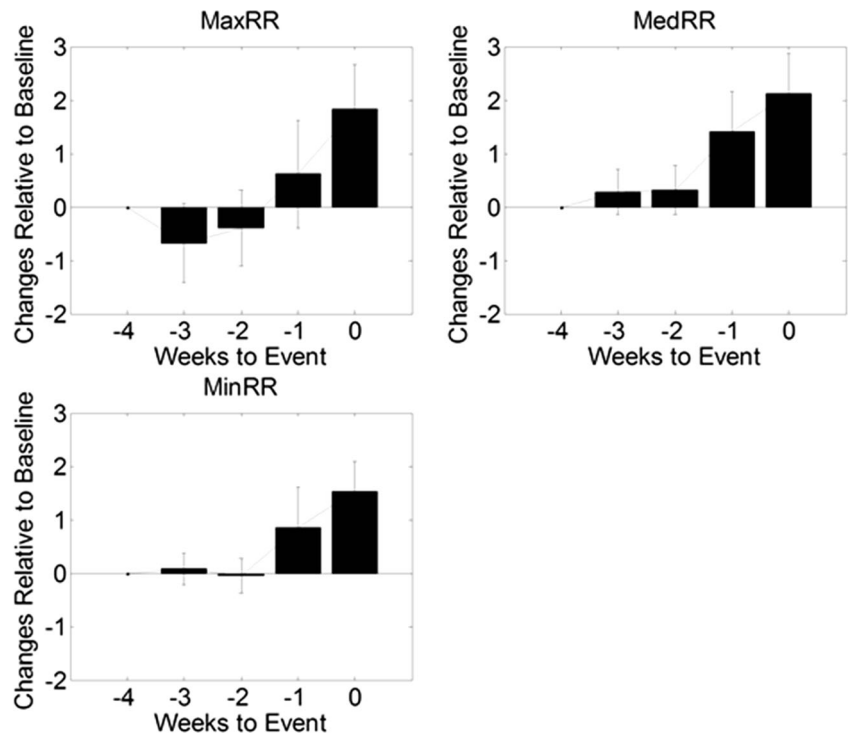 MaxRR
3
2
1
0
-1
-2
Changes Relative to Baseline
-4 -3 -2 -1 0
Weeks to Event
MedRR
3
2
1
0
-1
-2
Changes Relative to Baseline
-4 -3 -2 -1 0
Weeks to Event
MinRR
3
2
1
0
-1
-2
Changes Relative to Baseline
-4 -3 -2 -1 0
Weeks to Event